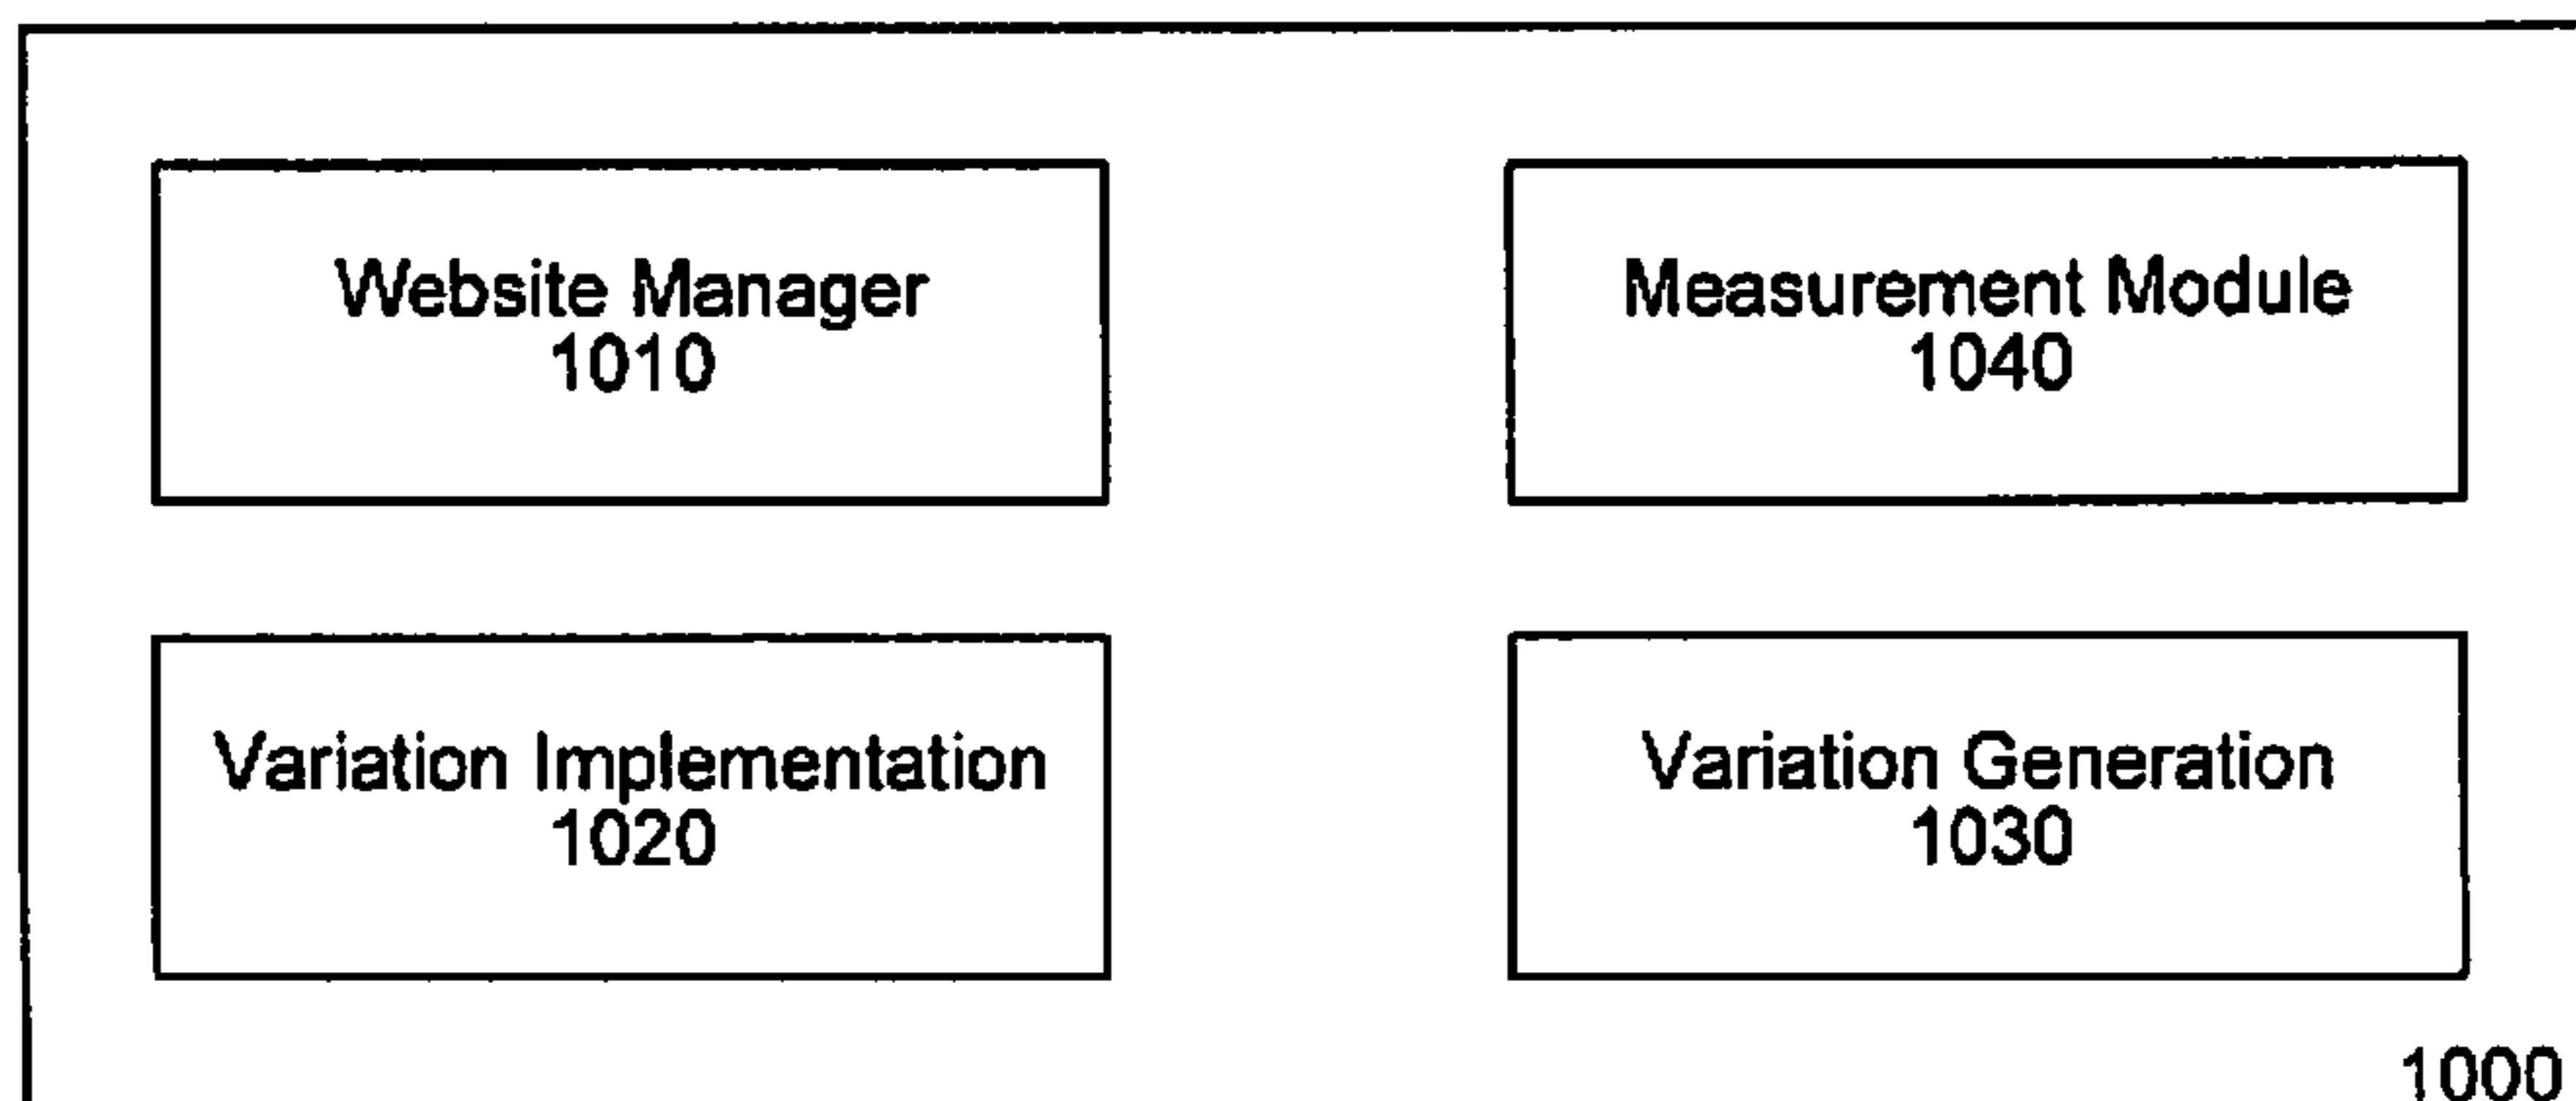 Website Manager
1010
Measurement Module
1040
Variation Implementation
1020
Variation Generation
1030
1000